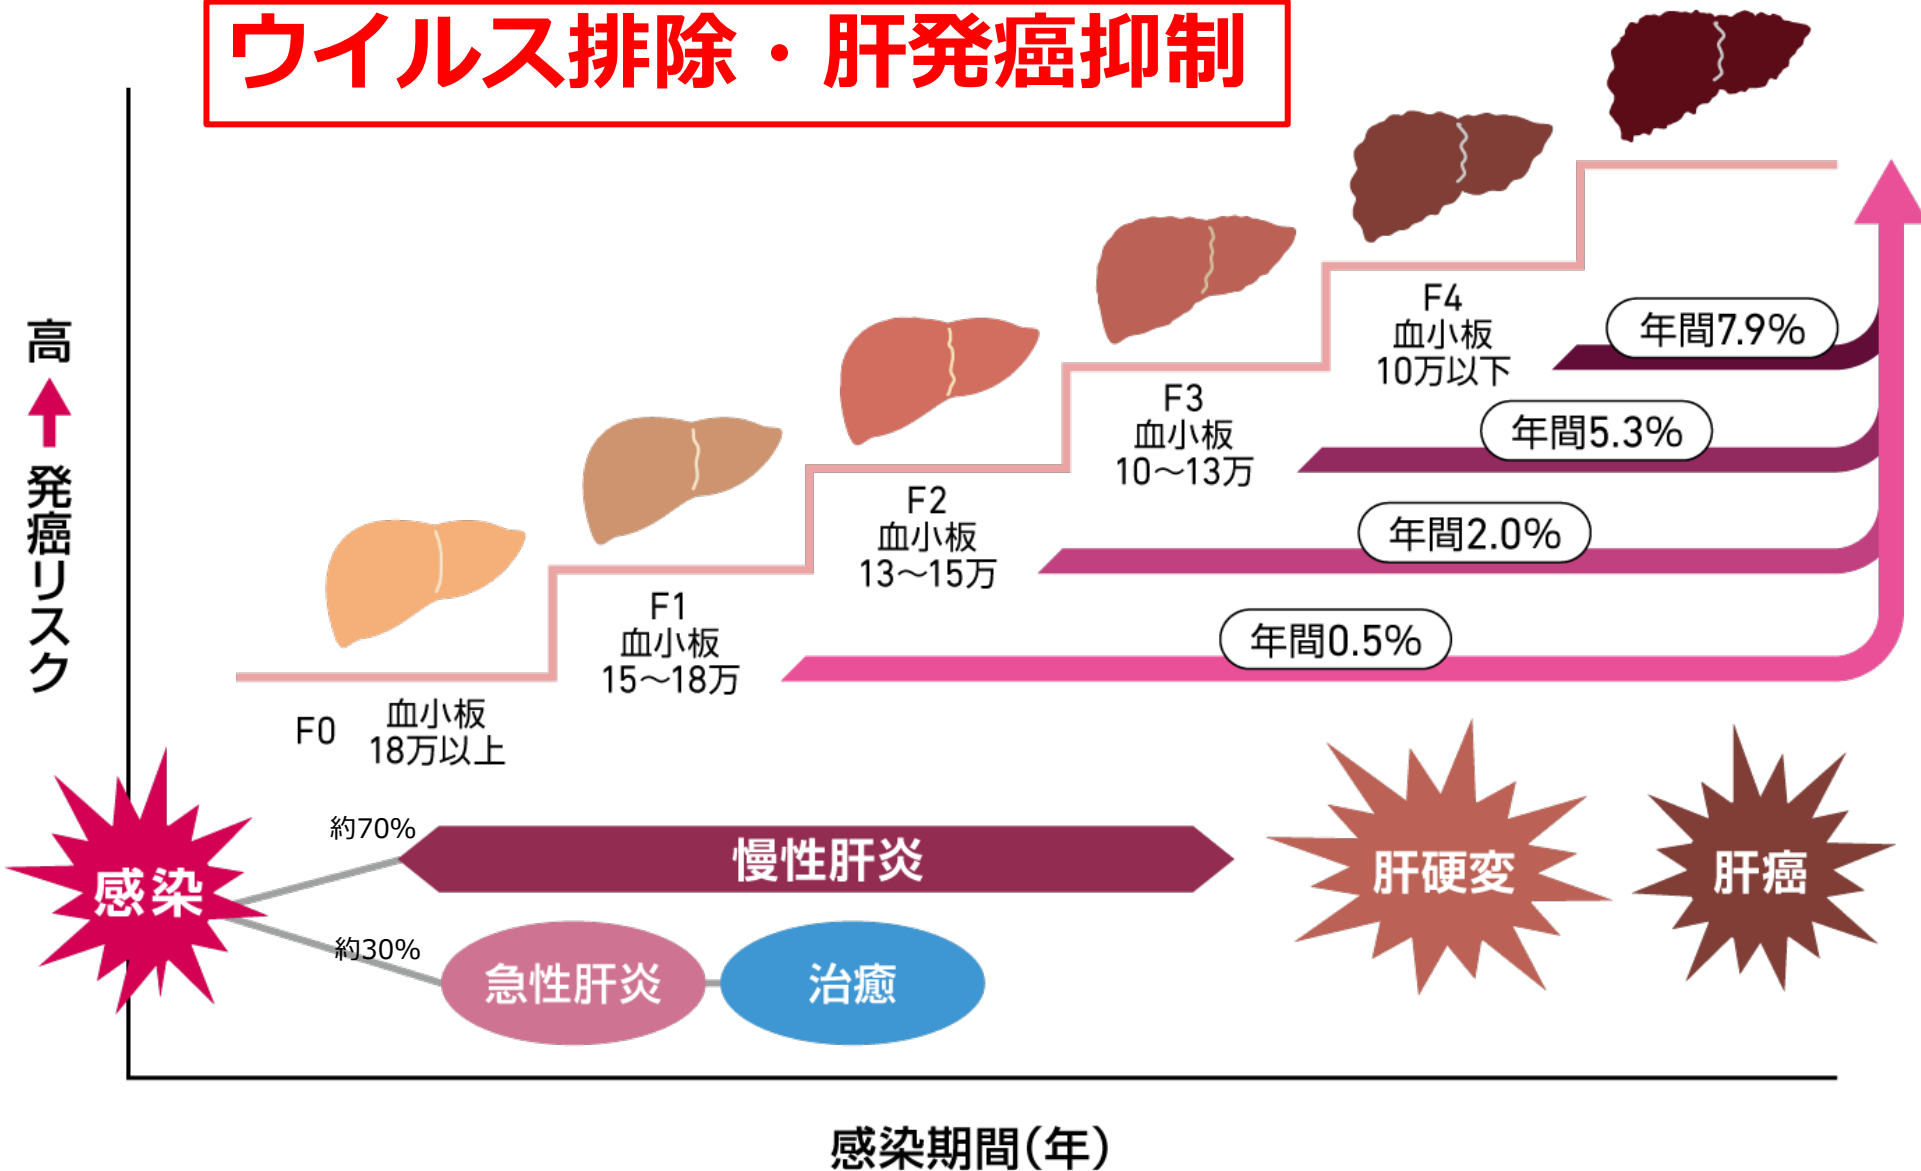 ウイルス排除・肝発癌抑制
高
発癌リスク
F4
血小板
10万以下
年間7.9%
F3
血小板
10〜13万
年間5.3%
F2
血小板
13〜15万
年間2.0%
F1
血小板
15〜18万
年間0.5%
F0
血小板
18万以上
感染
約70%
慢性肝炎
肝硬変
肝癌
約30%
急性肝炎
治癒
感染期間(年)